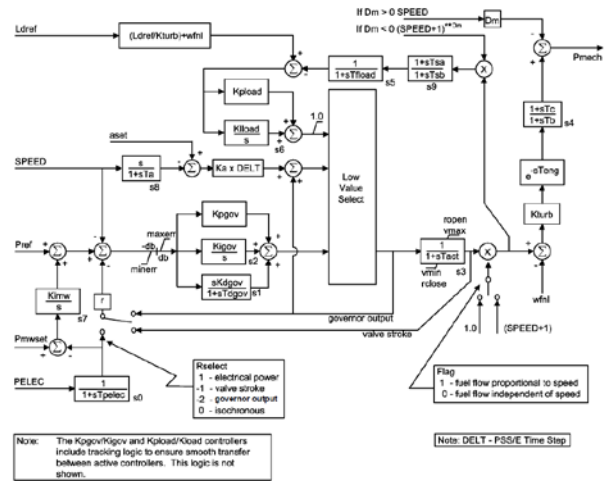 If Dm > 0 SPEED
Dm
If Dm < 0 (SPEED+1)**Dm
Ldref
(Ldref/Kturb)+wfnl
Pmech
1
1+sTfload
s5
1+sTsa
1+sTsb
s9
X
Kpload
Kiload
s
s6
1.0
1+sTc
1+sTb
s4
aset
Low
Value
Select
SPEED
s
1+sTa
s8
Ka x DELT
e-sTeng
Kturb
Kpgov
maxerr
-db
db
minerr
Kigov
s
s2
sKdgov
1+sTdgov
s1
Pref
ropen
vmax
1
1+sTact
s3
vmin
rclose
X
wfnl
Kimw
s
s7
r
governor output
valve stroke
1.0
(SPEED+1)
Pmwset
PELEC
1
1+sTpelec
s0
Rselect
1 - electrical power
-1 - valve stroke
-2 - governor output
0 - isochronous
Flag
1 - fuel flow proportional to speed
0 - fuel flow independent of speed
Note: The Kpgov/Kigov and Kpload/Kload controllers
include tracking logic to ensure smooth transfer
between active controllers. This logic is not
shown.
Note: DELT - PSS/E Time Step